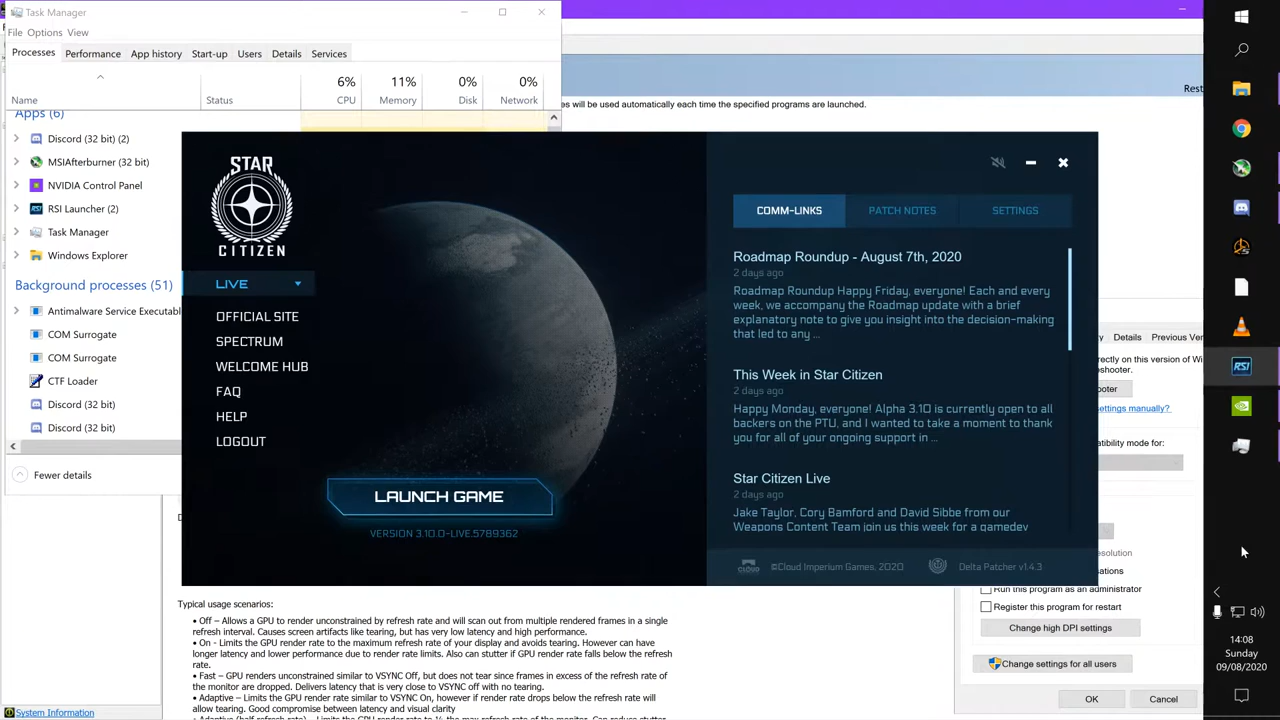 Task Manager
File Options View
Processes Performance App history Start-up Users Details Services
6% 11% 0% 0%
Name Status CPU Memory Disk Network
Apps (6)
Discord (32 bit) (2)
MSIAfterburner (32 bit)
NVIDIA Control Panel
RSI Launcher (2)
Task Manager
Windows Explorer
Background processes (51)
Antimalware Service Executabl
COM Surrogate
COM Surrogate
CTF Loader
Discord (32 bit)
Discord (32 bit)
Fewer details
Rest
es will be used automatically each time the specified programs are launched.
STAR
CITIZEN
LIVE
OFFICIAL SITE
SPECTRUM
WELCOME HUB
FAQ
HELP
LOGOUT
LAUNCH GAME
VERSION 3.10.0-LIVE.5789362
COMM-LINKS PATCH NOTES SETTINGS
Roadmap Roundup - August 7th, 2020
2 days ago
Roadmap Roundup Happy Friday, everyone! Each and every
week, we accompany the Roadmap update with a brief
explanatory note to give you insight into the decision-making
that led to any ...
This Week in Star Citizen
2 days ago
Happy Monday, everyone! Alpha 3.10 is currently open to all
backers on the PTU, and I wanted to take a moment to thank
you for all of your ongoing support in ...
Star Citizen Live
2 days ago
Jake Taylor, Cory Bamford and David Sibbe from our
Weapons Content Team join us this week for a gamedev
CLOUD
©Cloud Imperium Games, 2020
Delta Patcher v1.4.3
Typical usage scenarios:
• Off – Allows a GPU to render unconstrained by refresh rate and will scan out from multiple rendered frames in a single
refresh interval. Causes screen artifacts like tearing, but has very low latency and high performance.
• On - Limits the GPU render rate to the maximum refresh rate of your display and avoids tearing. However can have
longer latency and lower performance due to render rate limits. Also can stutter if GPU render rate falls below the refresh
rate.
• Fast – GPU renders unconstrained similar to VSYNC Off, but does not tear since frames in excess of the refresh rate of
the monitor are dropped. Delivers latency that is very close to VSYNC off with no tearing.
• Adaptive – Limits the GPU render rate similar to VSYNC On, however if render rate drops below the refresh rate will
allow tearing. Good compromise between latency and visual clarity
System Information
Details Previous Ver
rectly on this version of Wi
eshooter.
ooter
settings manually?
atibility mode for:
esolution
Run this program as an administrator
Register this program for restart
Change high DPI settings
Change settings for all users
OK Cancel
RSI
14:08
Sunday
09/08/2020